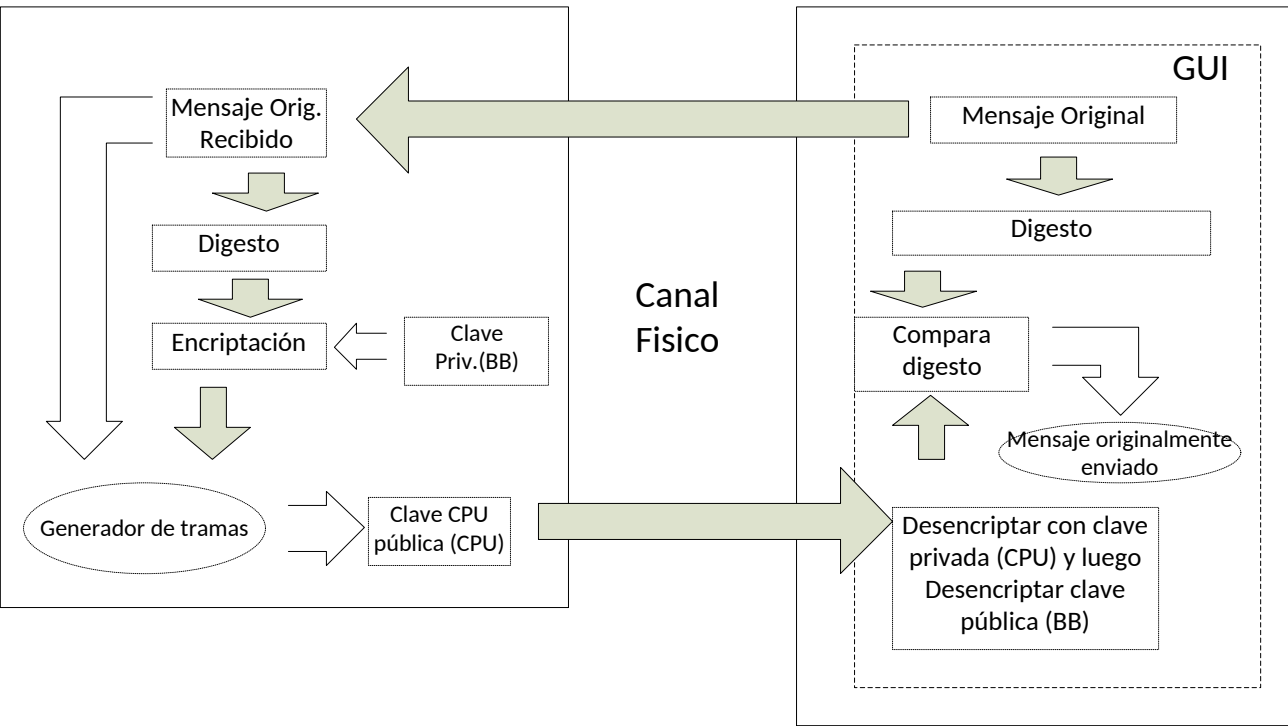 GUI
Mensaje Orig.
Recibido
Mensaje Original
Digesto
Digesto
Canal
Fisico
Encriptación
Clave
Priv.(BB)
Compara
digesto
Mensaje originalmente
enviado
Generador de tramas
Clave CPU
pública (CPU)
Desencriptar con clave
privada (CPU) y luego
Desencriptar clave
pública (BB)